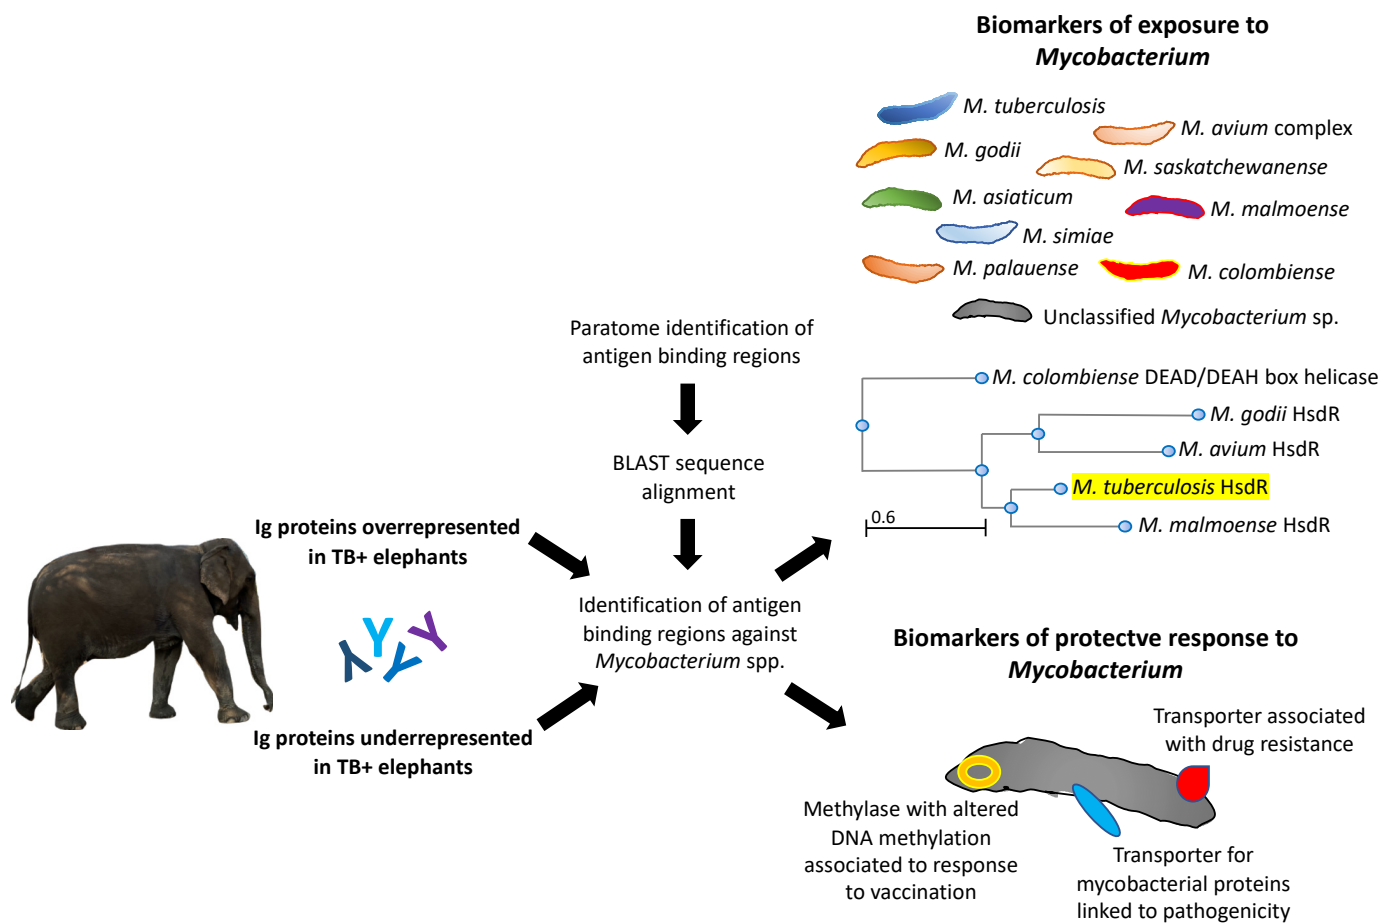 Biomarkers of exposure to
Mycobacterium
M. tuberculosis
M. avium complex
M. godii
M. saskatchewanense
M. asiaticum
M. malmoense
M. simiae
M. palauense
M. colombiense
Unclassified Mycobacterium sp.
Paratome identification of
antigen binding regions
BLAST sequence
alignment
Ig proteins overrepresented
in TB+ elephants
Identification of antigen
binding regions against
Mycobacterium spp.
Ig proteins underrepresented
in TB+ elephants
M. colombiense DEAD/DEAH box helicase
M. godii HsdR
M. avium HsdR
M. tuberculosis HsdR
M. malmoense HsdR
0.6
Biomarkers of protectve response to
Mycobacterium
Transporter associated
with drug resistance
Methylase with altered
DNA methylation
associated to response
to vaccination
Transporter for
mycobacterial proteins
linked to pathogenicity